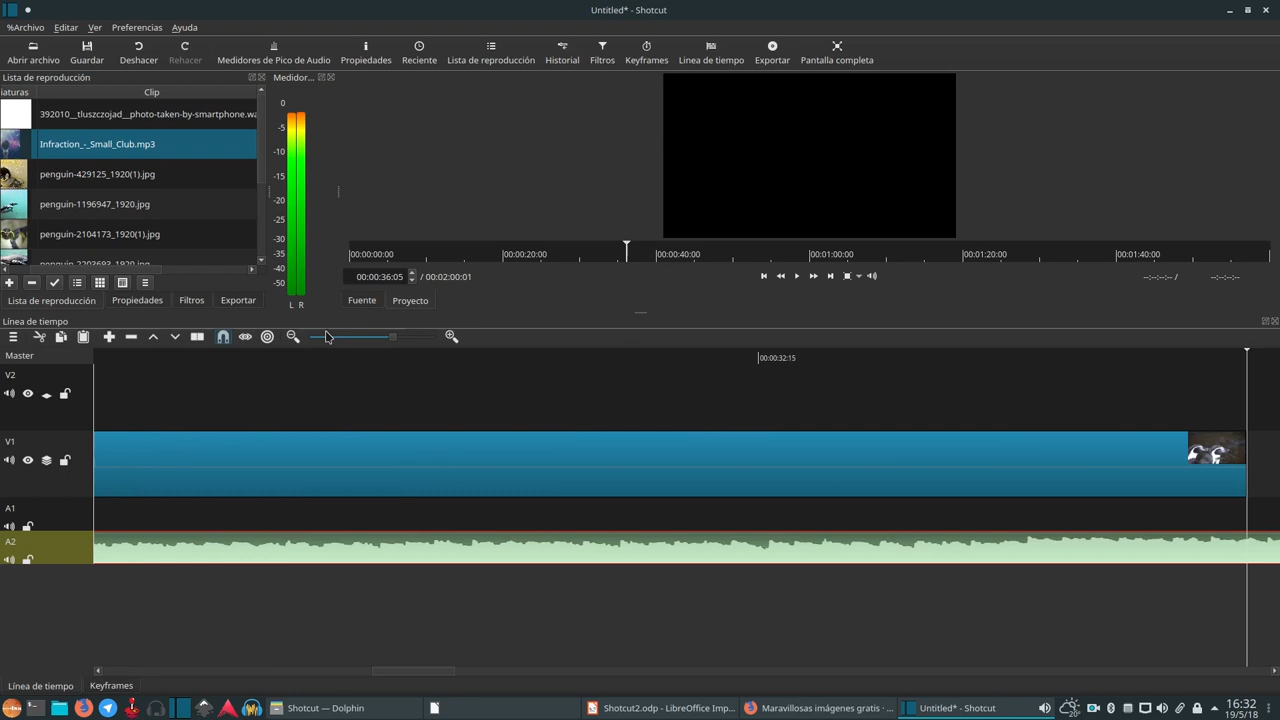 Untitled* - Shotcut
%Archivo Editar Ver Preferencias Ayuda
Abrir archivo Guardar Deshacer Rehacer Medidores de Pico de Audio Propiedades Reciente Lista de reproducción Historial Filtros Keyframes Linea de tiempo Exportar Pantalla completa
Lista de reproducción
Medidor...
iaturas Clip
392010__tluszczojad__photo-taken-by-smartphone.wa
Infraction_-_Small_Club.mp3
penguin-429125_1920(1).jpg
penguin-1196947_1920.jpg
penguin-2104173_1920(1).jpg
0
-5
-10
-15
-20
-25
-30
-35
-40
-50
L R
00:00:00:00 00:00:20:00 00:00:40:00 00:01:00:00 00:01:20:00 00:01:40:00
00:00:36:05 / 00:02:00:01
--:--:--:-- / --:--:--:--
Lista de reproducción Propiedades Filtros Exportar
Fuente Proyecto
Línea de tiempo
Master
00:00:32:15
V2
V1
A1
A2
Línea de tiempo Keyframes
Shotcut — Dolphin
Shotcut2.odp - LibreOffice Imp...
Maravillosas imágenes gratis - ...
Untitled* - Shotcut
20°
16:32
19/5/18